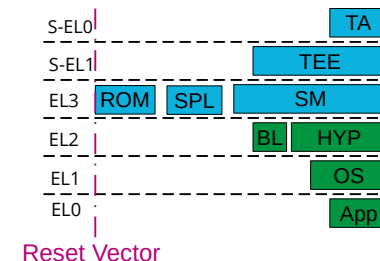 S-EL0 TA
S-EL1 TEE
EL3 ROM SPL SM
EL2 BL HYP
EL1 OS
EL0 App
Reset Vector